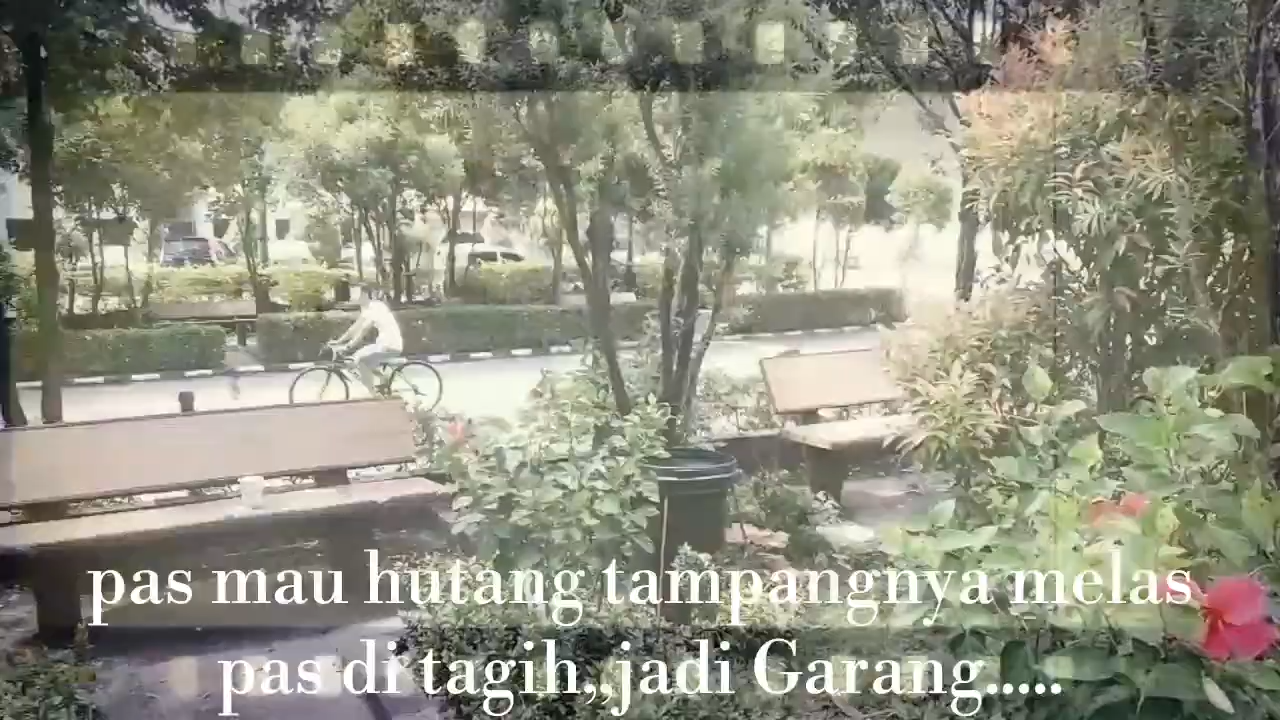 pas mau hutang tampangnya melas
pas di tagih,,jadi Garang.....